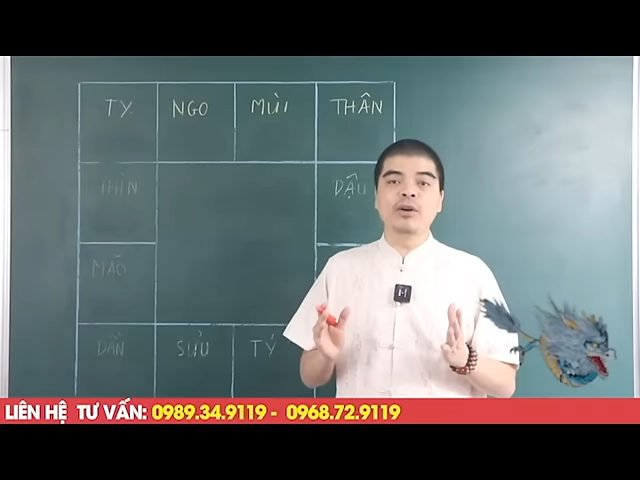 TỴ NGỌ MÙI THÂN
THÌN DẬU
MÃO
DẦN SỬU TÝ
LIÊN HỆ TƯ VẤN: 0989.34.9119 - 0968.72.9119